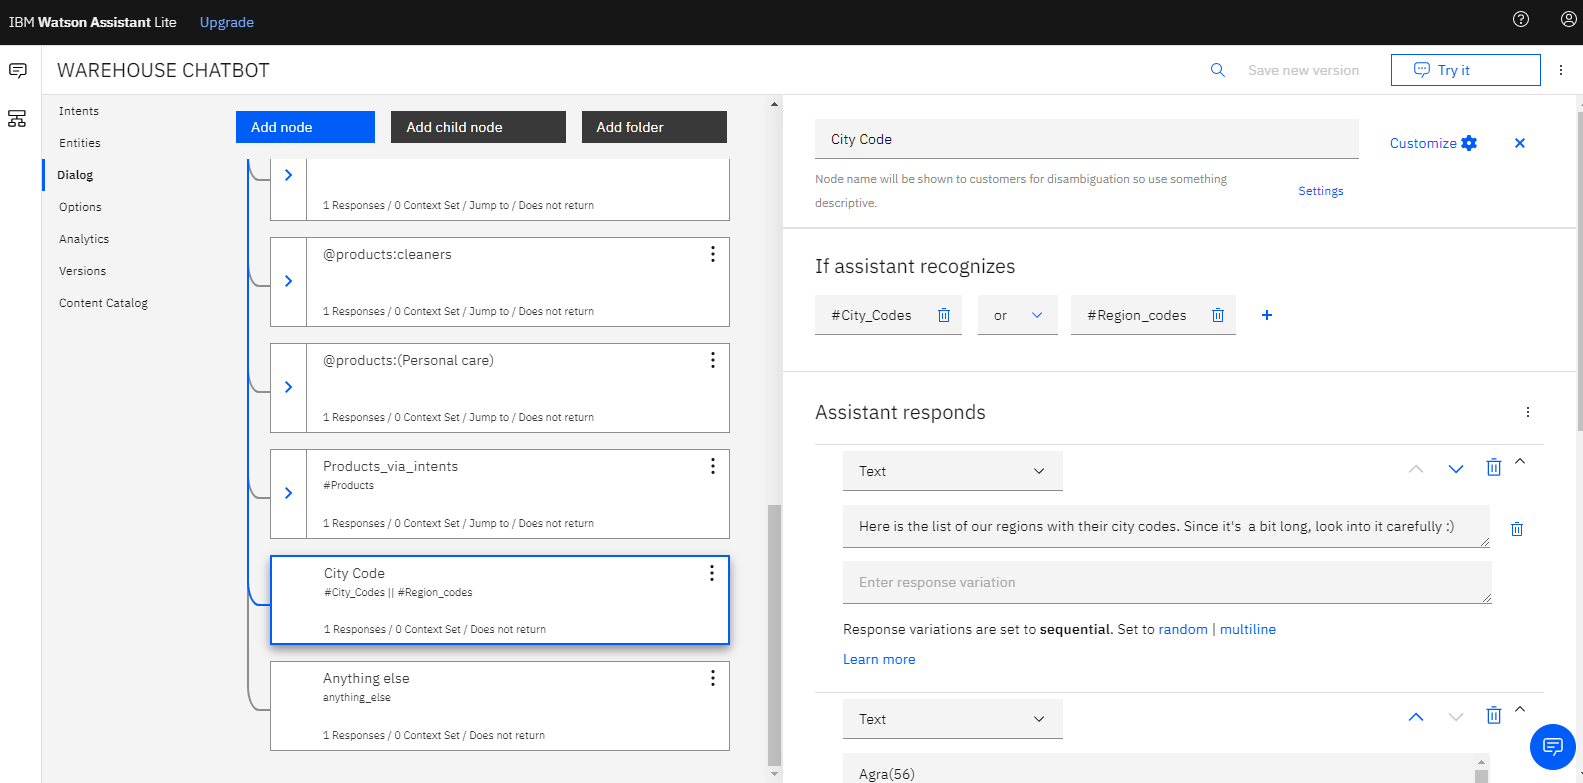 IBM Watson Assistant Lite Upgrade
WAREHOUSE CHATBOT
Save new version
Try it
Intents
Entities
Dialog
Options
Analytics
Versions
Content Catalog
Add node
Add child node
Add folder
1 Responses / 0 Context Set / Jump to / Does not return
@products:cleaners
1 Responses / 0 Context Set / Jump to / Does not return
@products:(Personal care)
1 Responses / 0 Context Set / Jump to / Does not return
Products_via_intents
#Products
1 Responses / 0 Context Set / Jump to / Does not return
City Code
#City_Codes || #Region_codes
1 Responses / 0 Context Set / Does not return
Anything else
anything_else
1 Responses / 0 Context Set / Does not return
City Code
Customize
Node name will be shown to customers for disambiguation so use something
descriptive.
Settings
If assistant recognizes
#City_Codes or #Region_codes
Assistant responds
Text
Here is the list of our regions with their city codes. Since it's  a bit long, look into it carefully :)
Enter response variation
Response variations are set to sequential. Set to random | multiline
Learn more
Text
Agra(56)